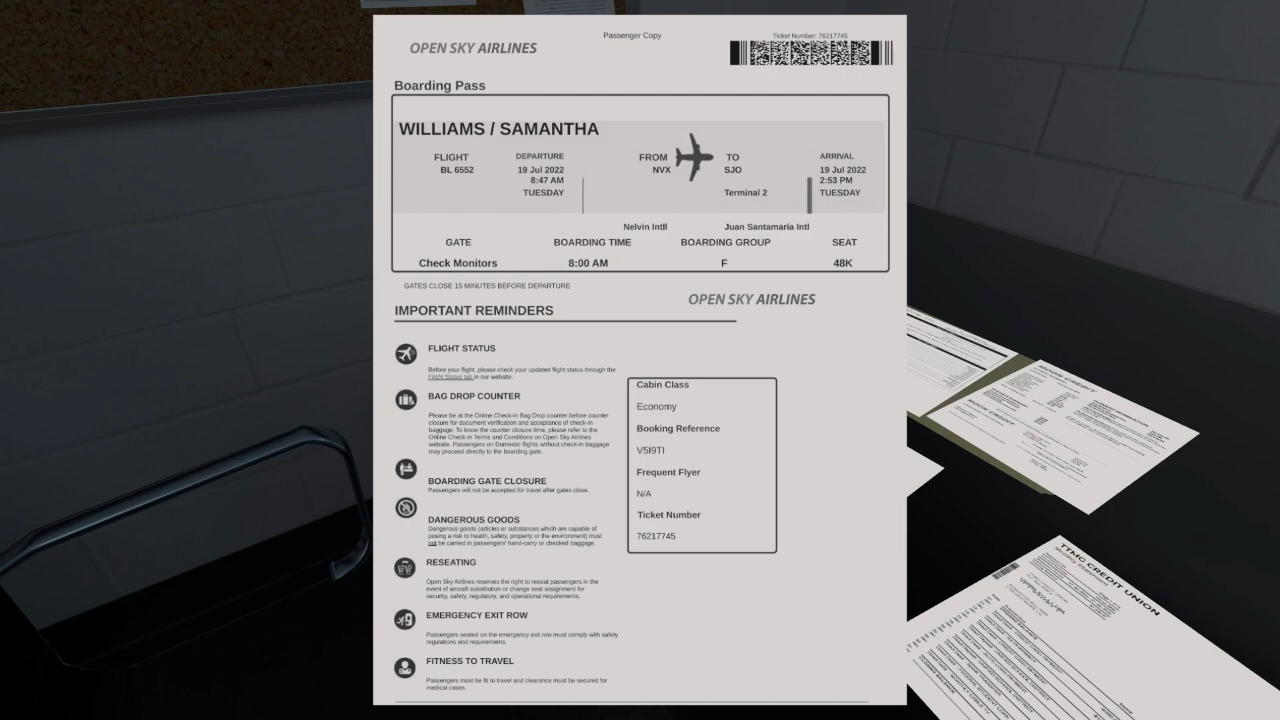 Passenger Copy
Ticket Number: 76217745
OPEN SKY AIRLINES
Boarding Pass
WILLIAMS / SAMANTHA
FLIGHT
BL 6552
DEPARTURE
19 Jul 2022
8:47 AM
TUESDAY
FROM
NVX
TO
SJO
Terminal 2
ARRIVAL
19 Jul 2022
2:53 PM
TUESDAY
Nelvin Intll
Juan Santamaria Intl
GATE BOARDING TIME BOARDING GROUP SEAT
Check Monitors 8:00 AM F 48K
GATES CLOSE 15 MINUTES BEFORE DEPARTURE
OPEN SKY AIRLINES
IMPORTANT REMINDERS
FLIGHT STATUS
Before your flight, please check your updated flight status through the
Flight Status tab in our website.
BAG DROP COUNTER
Please be at the Online Check-in Bag Drop counter before counter
closure for document verification and acceptance of check-in
baggage. To know the counter closure time, please refer to the
Online Check-in Terms and Conditions on Open Sky Airlines
website. Passengers on Domestic flights without check-in baggage
may proceed directly to the boarding gate.
BOARDING GATE CLOSURE
Passengers will not be accepted for travel after gates close.
DANGEROUS GOODS
Dangerous goods (articles or substances which are capable of
posing a risk to health, safety, property or the environment) must
not be carried in passengers' hand-carry or checked baggage.
RESEATING
Open Sky Airlines reserves the right to reseat passengers in the
event of aircraft substitution or change seat assignment for
security, safety, regulatory, and operational requirements.
EMERGENCY EXIT ROW
Passengers seated on the emergency exit row must comply with safety
regulations and requirements.
FITNESS TO TRAVEL
Passengers must be fit to travel and clearance must be secured for
medical cases.
Cabin Class
Economy
Booking Reference
V5I9TI
Frequent Flyer
N/A
Ticket Number
76217745
CREDIT UNION